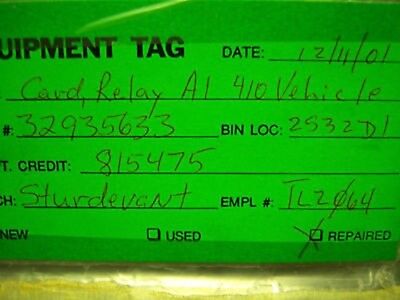 UIPMENT TAG DATE: 12/11/01
: Card, Relay A1 410 Vehicle
#: 32935633 BIN LOC: 2532D1
T. CREDIT: 815475
CH: Sturdevant EMPL #: TL2064
NEW USED REPAIRED